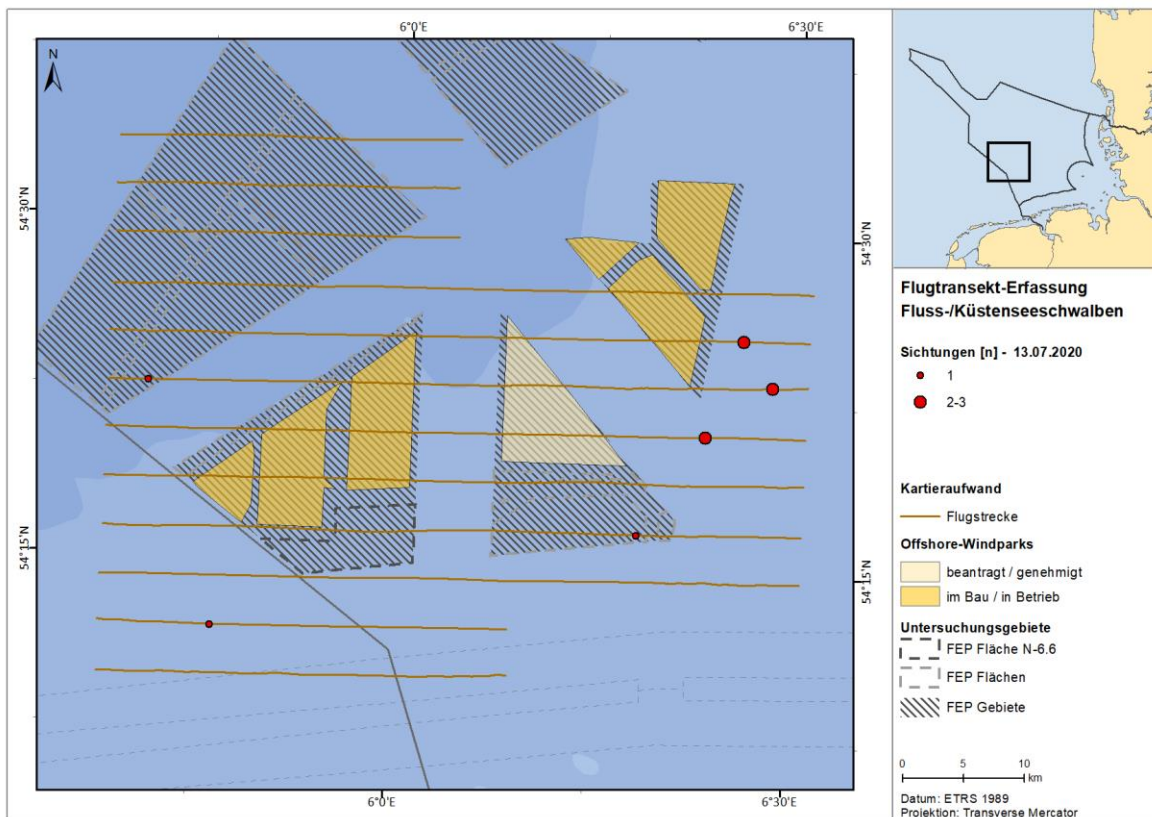 6°0'E
6°30'E
N
54°30'N
54°30'N
54°15'N
54°15'N
6°0'E
6°30'E
Flugtransekt-Erfassung
Fluss-/Küstenseeschwalben
Sichtungen [n] - 13.07.2020
1
2-3
Kartieraufwand
Flugstrecke
Offshore-Windparks
beantragt / genehmigt
im Bau / in Betrieb
Untersuchungsgebiete
FEP Fläche N-6.6
FEP Flächen
FEP Gebiete
0 5 10
km
Datum: ETRS 1989
Projektion: Transverse Mercator